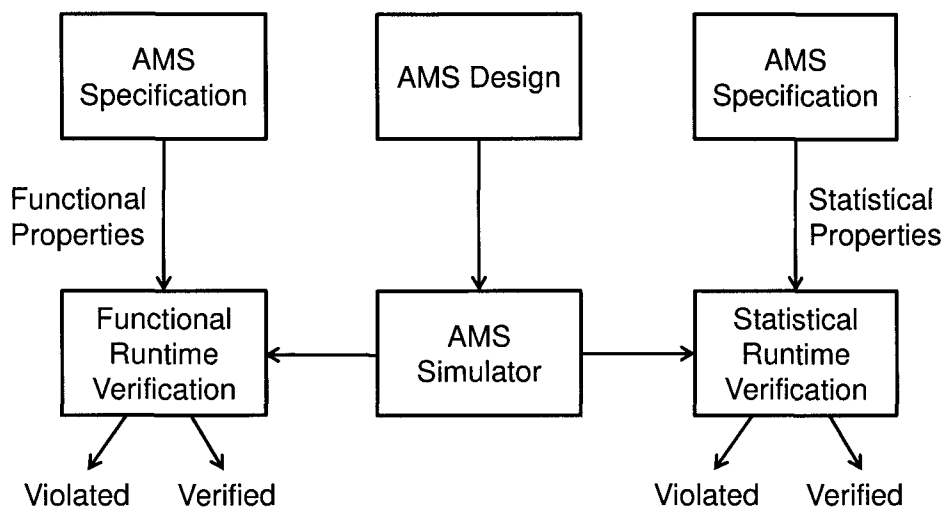 AMS
Specification
AMS Design
AMS
Specification
Functional
Properties
Statistical
Properties
Functional
Runtime
Verification
AMS
Simulator
Statistical
Runtime
Verification
Violated
Verified
Violated
Verified